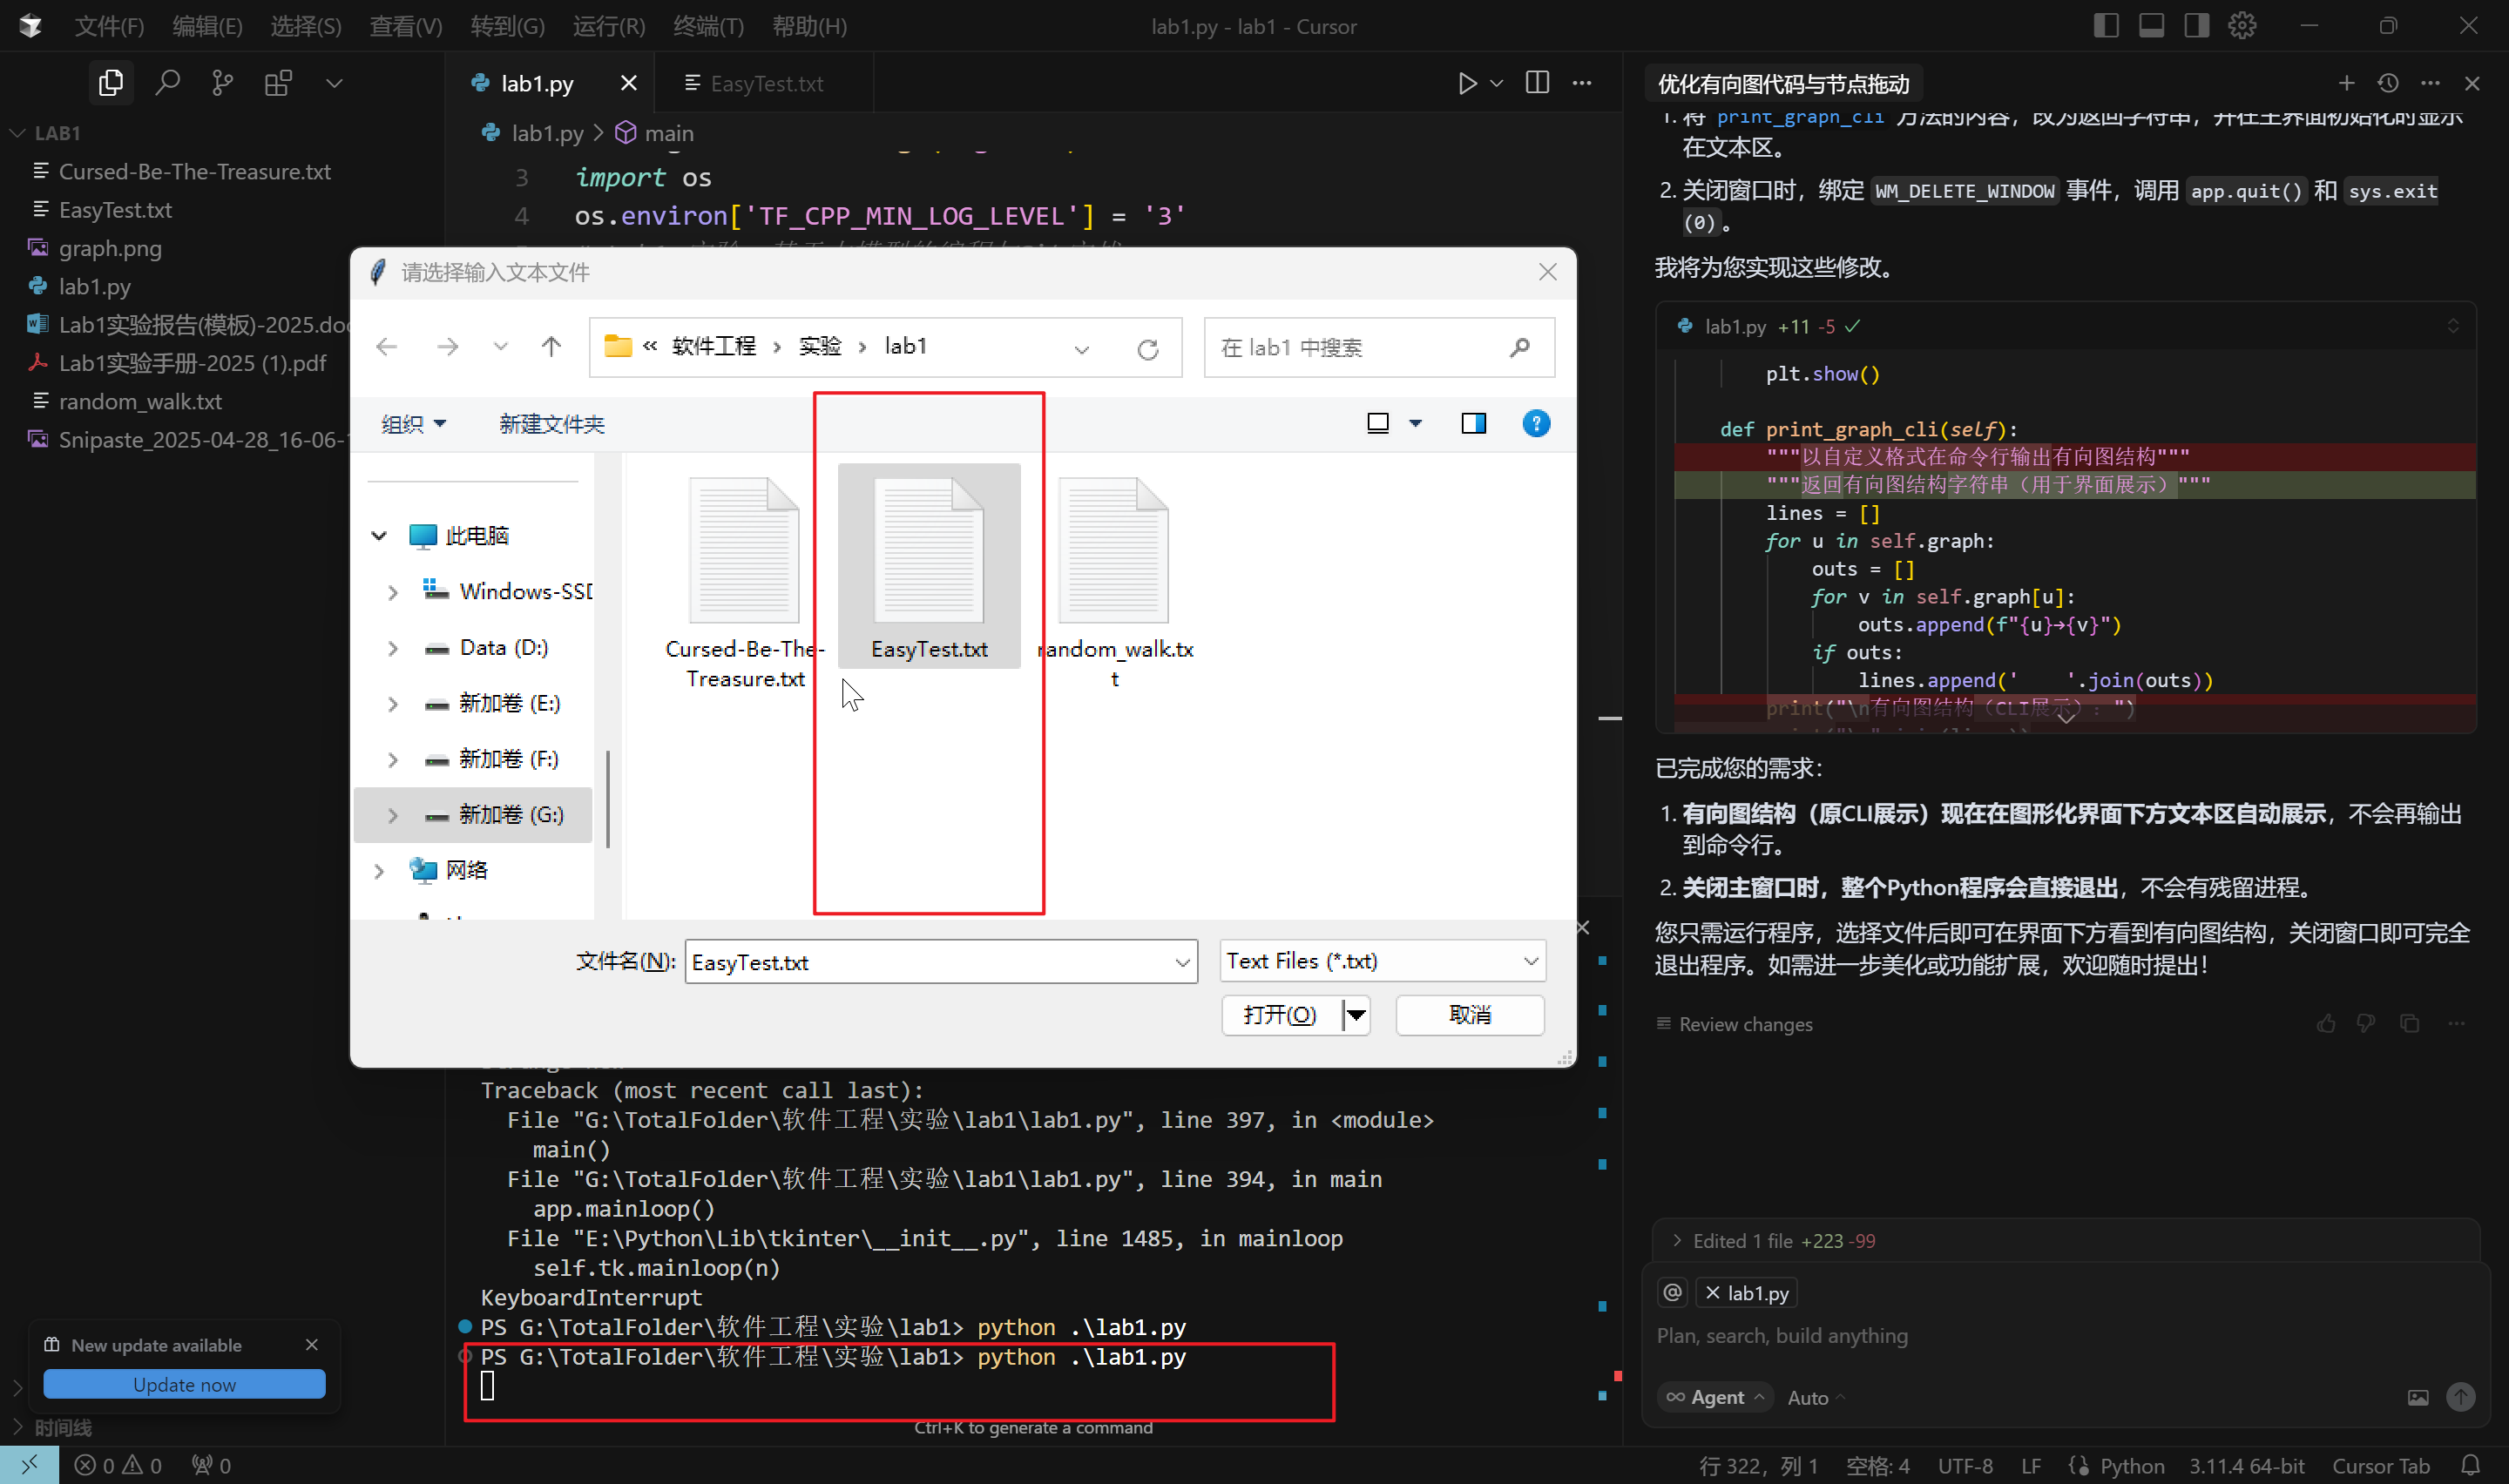 文件(F) 编辑(E) 选择(S) 查看(V) 转到(G) 运行(R) 终端(T) 帮助(H)
lab1.py - lab1 - Cursor
LAB1
Cursed-Be-The-Treasure.txt
EasyTest.txt
graph.png
lab1.py
Lab1实验报告(模板)-2025.doc
Lab1实验手册-2025 (1).pdf
random_walk.txt
Snipaste_2025-04-28_16-06-
New update available
Update now
时间线
lab1.py
EasyTest.txt
lab1.py > main
3 import os
4 os.environ['TF_CPP_MIN_LOG_LEVEL'] = '3'
请选择输入文本文件
« 软件工程 › 实验 › lab1
在 lab1 中搜索
组织 新建文件夹
此电脑
Windows-SSD
Data (D:)
新加卷 (E:)
新加卷 (F:)
新加卷 (G:)
网络
Cursed-Be-The-
Treasure.txt
EasyTest.txt
random_walk.tx
t
文件名(N): EasyTest.txt
Text Files (*.txt)
打开(O) 取消
Traceback (most recent call last):
File "G:\TotalFolder\软件工程\实验\lab1\lab1.py", line 397, in <module>
main()
File "G:\TotalFolder\软件工程\实验\lab1\lab1.py", line 394, in main
app.mainloop()
File "E:\Python\Lib\tkinter\__init__.py", line 1485, in mainloop
self.tk.mainloop(n)
KeyboardInterrupt
PS G:\TotalFolder\软件工程\实验\lab1> python .\lab1.py
PS G:\TotalFolder\软件工程\实验\lab1> python .\lab1.py
Ctrl+K to generate a command
优化有向图代码与节点拖动
1. 将 print_graph_cli 方法的内容，改为返回字符串，并在主界面初始化时显示
在文本区。
2. 关闭窗口时，绑定 WM_DELETE_WINDOW 事件，调用 app.quit() 和 sys.exit
(0) 。
我将为您实现这些修改。
lab1.py +11 -5
plt.show()
def print_graph_cli(self):
"""以自定义格式在命令行输出有向图结构"""
"""返回有向图结构字符串（用于界面展示）"""
lines = []
for u in self.graph:
outs = []
for v in self.graph[u]:
outs.append(f"{u}→{v}")
if outs:
lines.append('    '.join(outs))
print("\n有向图结构（CLI展示）：")
已完成您的需求：
1. 有向图结构（原CLI展示）现在在图形化界面下方文本区自动展示，不会再输出
到命令行。
2. 关闭主窗口时，整个Python程序会直接退出，不会有残留进程。
您只需运行程序，选择文件后即可在界面下方看到有向图结构，关闭窗口即可完全
退出程序。如需进一步美化或功能扩展，欢迎随时提出！
Review changes
Edited 1 file +223 -99
@ lab1.py
Plan, search, build anything
Agent Auto
0 0 0
行 322，列 1 空格: 4 UTF-8 LF Python 3.11.4 64-bit Cursor Tab